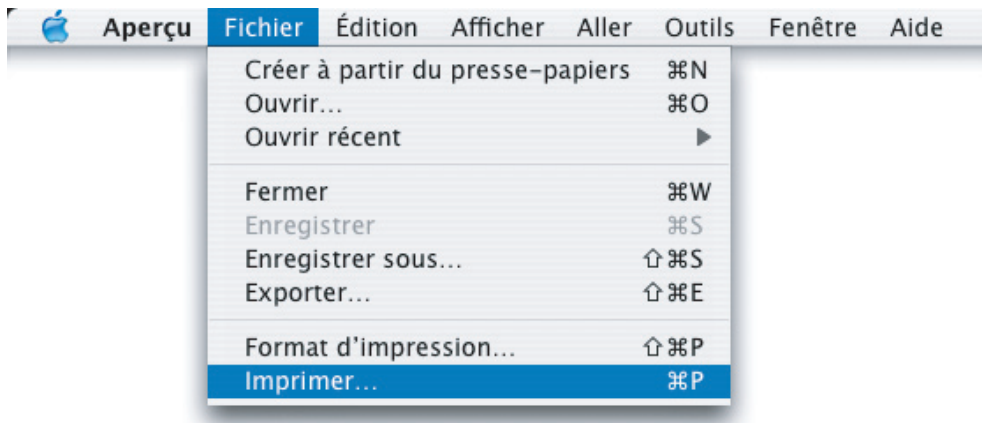 Aperçu Fichier Édition Afficher Aller Outils Fenêtre Aide
Créer à partir du presse-papiers ⌘N
Ouvrir... ⌘O
Ouvrir récent ▶
Fermer ⌘W
Enregistrer ⌘S
Enregistrer sous... ⇧⌘S
Exporter... ⇧⌘E
Format d’impression... ⇧⌘P
Imprimer... ⌘P